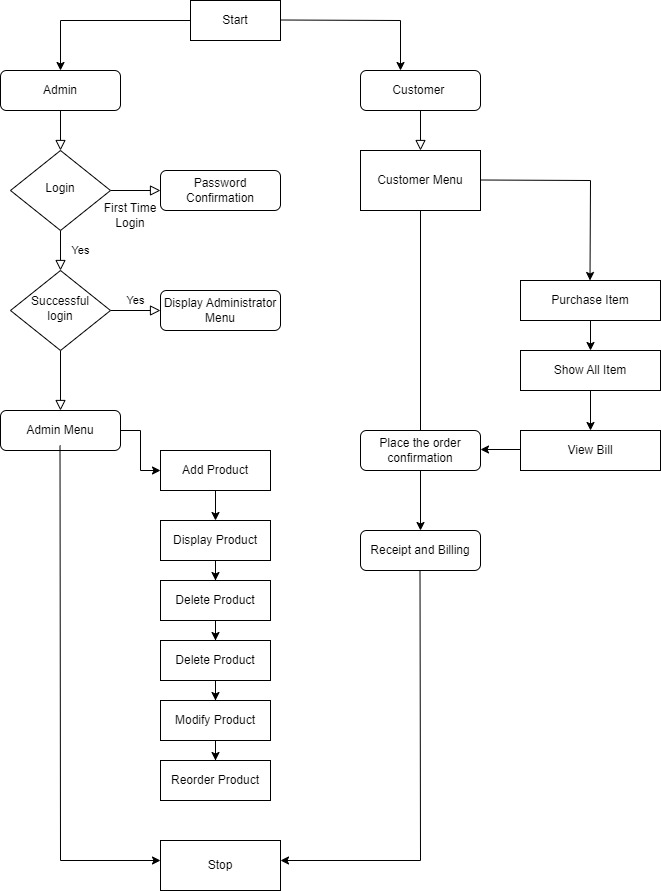 Start
Admin
Customer
Login
Password
Confirmation
First Time
Login
Customer Menu
Yes
Successful
login
Yes
Display Administrator
Menu
Purchase Item
Show All Item
Admin Menu
Place the order
confirmation
View Bill
Add Product
Display Product
Receipt and Billing
Delete Product
Delete Product
Modify Product
Reorder Product
Stop